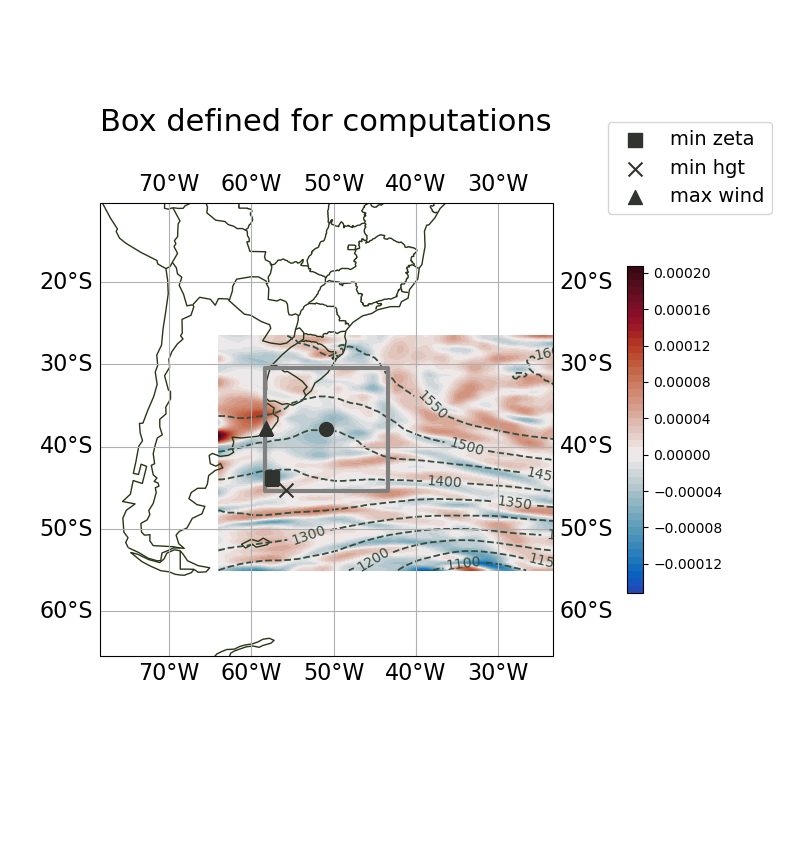 Box defined for computations
min zeta
min hgt
max wind
70°W 60°W 50°W 40°W 30°W
20°S 20°S
30°S 30°S
40°S 40°S
50°S 50°S
60°S 60°S
70°W 60°W 50°W 40°W 30°W
1550
1500
1400
1350
1300
1200
1100
0.00020
0.00016
0.00012
0.00008
0.00004
0.00000
−0.00004
−0.00008
−0.00012